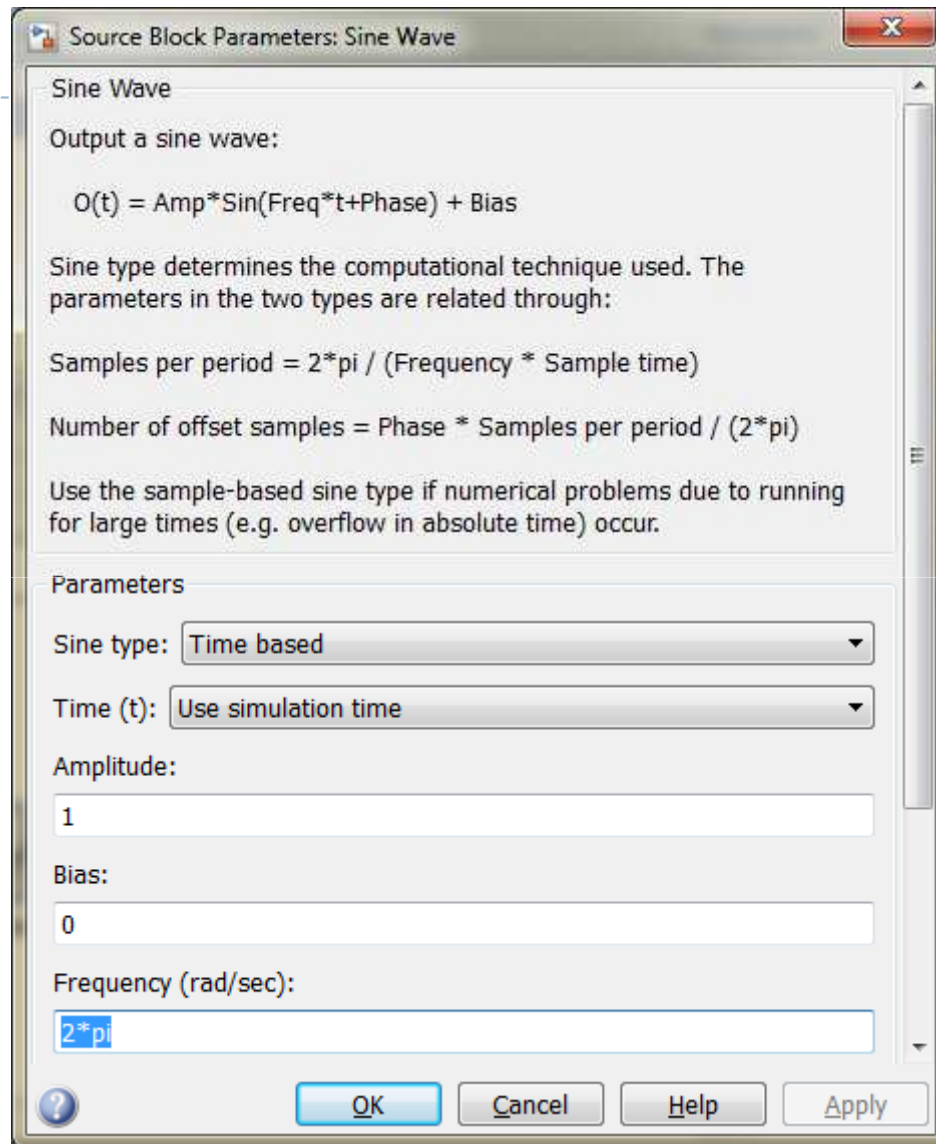 Source Block Parameters: Sine Wave
Sine Wave
Output a sine wave:
O(t) = Amp*Sin(Freq*t+Phase) + Bias
Sine type determines the computational technique used. The
parameters in the two types are related through:
Samples per period = 2*pi / (Frequency * Sample time)
Number of offset samples = Phase * Samples per period / (2*pi)
Use the sample-based sine type if numerical problems due to running
for large times (e.g. overflow in absolute time) occur.
Parameters
Sine type: Time based
Time (t): Use simulation time
Amplitude:
1
Bias:
0
Frequency (rad/sec):
2*pi
? OK Cancel Help Apply